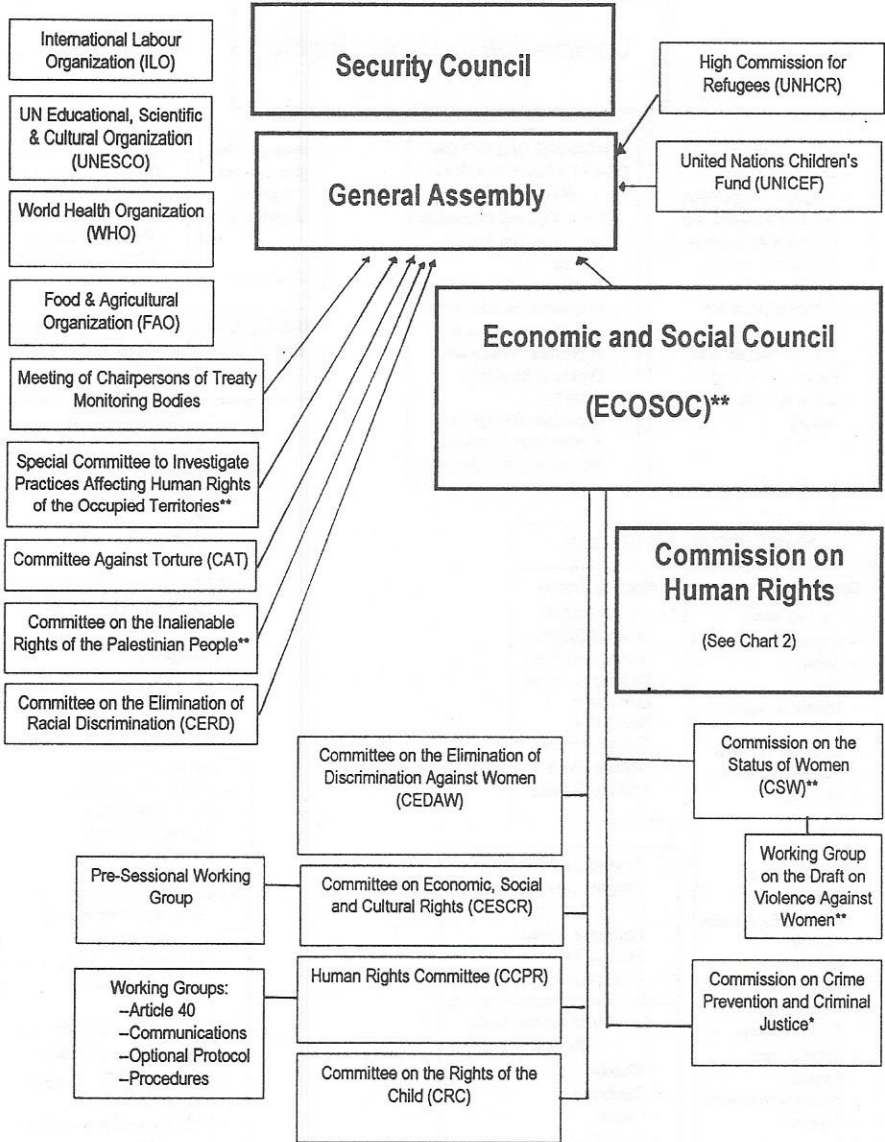 International Labour
Organization (ILO)
UN Educational, Scientific
& Cultural Organization
(UNESCO)
World Health Organization
(WHO)
Food & Agricultural
Organization (FAO)
Meeting of Chairpersons of Treaty
Monitoring Bodies
Special Committee to Investigate
Practices Affecting Human Rights
of the Occupied Territories**
Committee Against Torture (CAT)
Committee on the Inalienable
Rights of the Palestinian People**
Committee on the Elimination of
Racial Discrimination (CERD)
Security Council
General Assembly
High Commission for
Refugees (UNHCR)
United Nations Children's
Fund (UNICEF)
Economic and Social Council
(ECOSOC)**
Commission on
Human Rights
(See Chart 2)
Committee on the Elimination of
Discrimination Against Women
(CEDAW)
Commission on the
Status of Women
(CSW)**
Working Group
on the Draft on
Violence Against
Women**
Pre-Sessional Working
Group
Committee on Economic, Social
and Cultural Rights (CESCR)
Working Groups:
–Article 40
–Communications
–Optional Protocol
–Procedures
Human Rights Committee (CCPR)
Commission on Crime
Prevention and Criminal
Justice*
Committee on the Rights of the
Child (CRC)